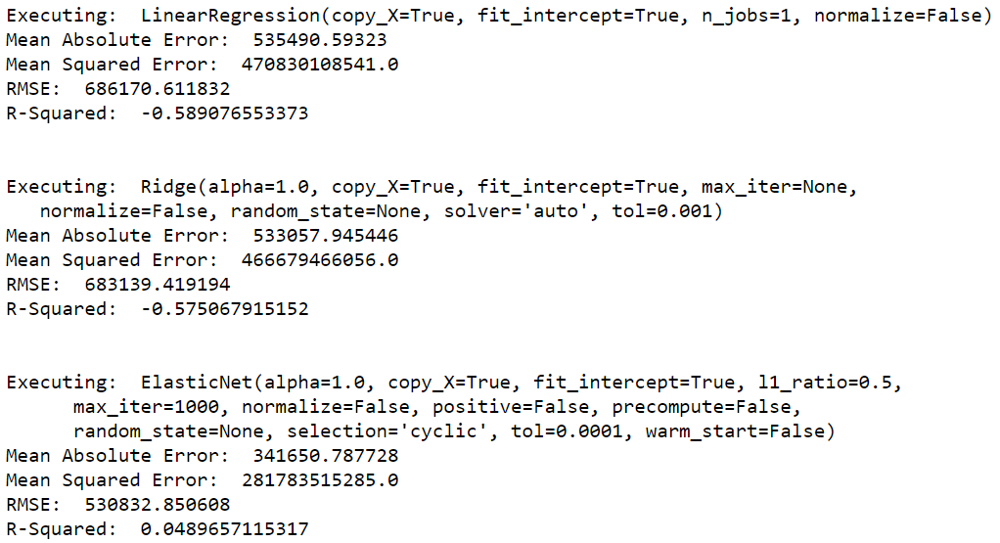 Executing:  LinearRegression(copy_X=True, fit_intercept=True, n_jobs=1, normalize=False)
Mean Absolute Error:  535490.59323
Mean Squared Error:  470830108541.0
RMSE:  686170.611832
R-Squared:  -0.589076553373
Executing:  Ridge(alpha=1.0, copy_X=True, fit_intercept=True, max_iter=None,
   normalize=False, random_state=None, solver='auto', tol=0.001)
Mean Absolute Error:  533057.945446
Mean Squared Error:  466679466056.0
RMSE:  683139.419194
R-Squared:  -0.575067915152
Executing:  ElasticNet(alpha=1.0, copy_X=True, fit_intercept=True, l1_ratio=0.5,
      max_iter=1000, normalize=False, positive=False, precompute=False,
      random_state=None, selection='cyclic', tol=0.0001, warm_start=False)
Mean Absolute Error:  341650.787728
Mean Squared Error:  281783515285.0
RMSE:  530832.850608
R-Squared:  0.0489657115317